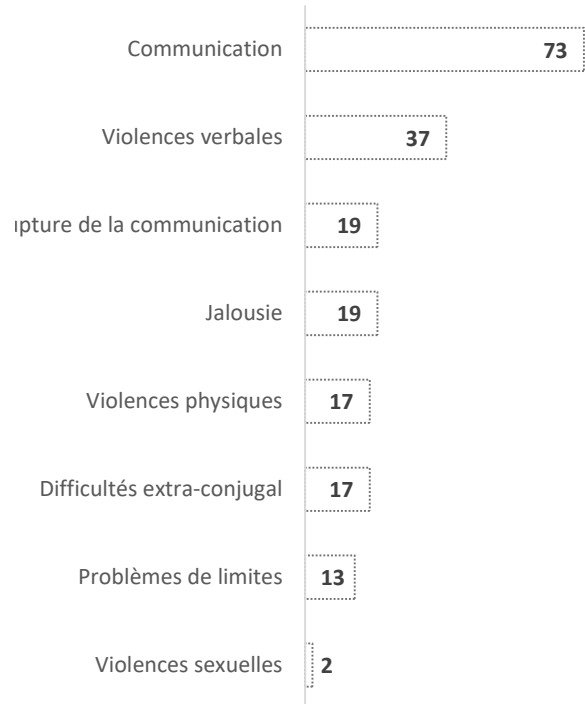 Communication 73
Violences verbales 37
de la communication 19
Jalousie 19
Violences physiques 17
Difficultés extra-conjugal 17
Problèmes de limites 13
Violences sexuelles 2